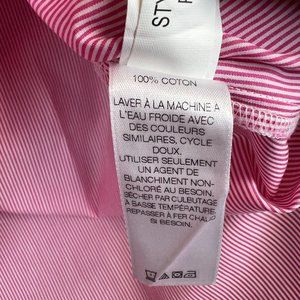 STY
100% COTON
LAVER À LA MACHINE À
L'EAU FROIDE AVEC
DES COULEURS
SIMILAIRES, CYCLE
DOUX.
UTILISER SEULEMENT
UN AGENT DE
BLANCHIMENT NON-
CHLORÉ AU BESOIN.
SÉCHER PAR CULBUTAGE
À BASSE TEMPÉRATURE
REPASSER À FER CHAUD
SI BESOIN.